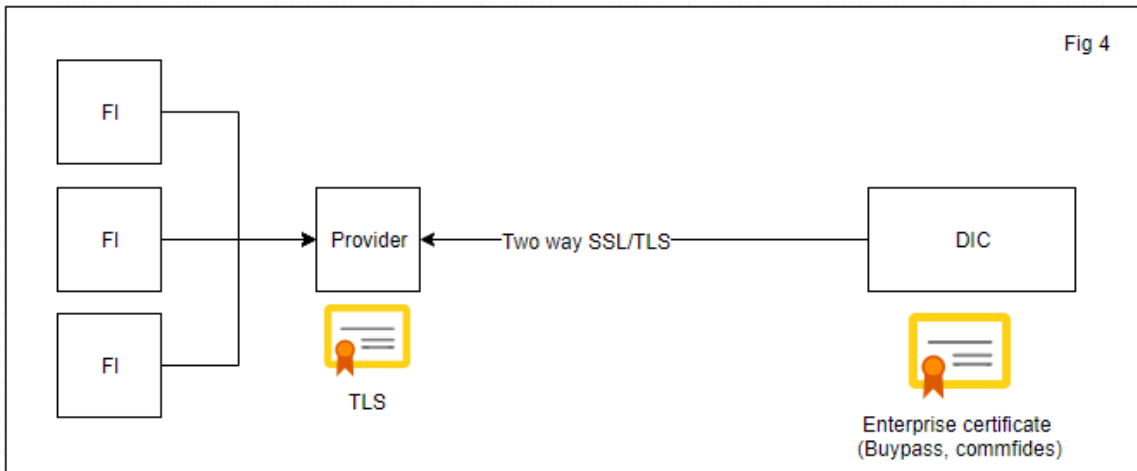 Fig 4
FI
FI
Provider
Two way SSL/TLS
DIC
FI
TLS
Enterprise certificate
(Buypass, commfides)